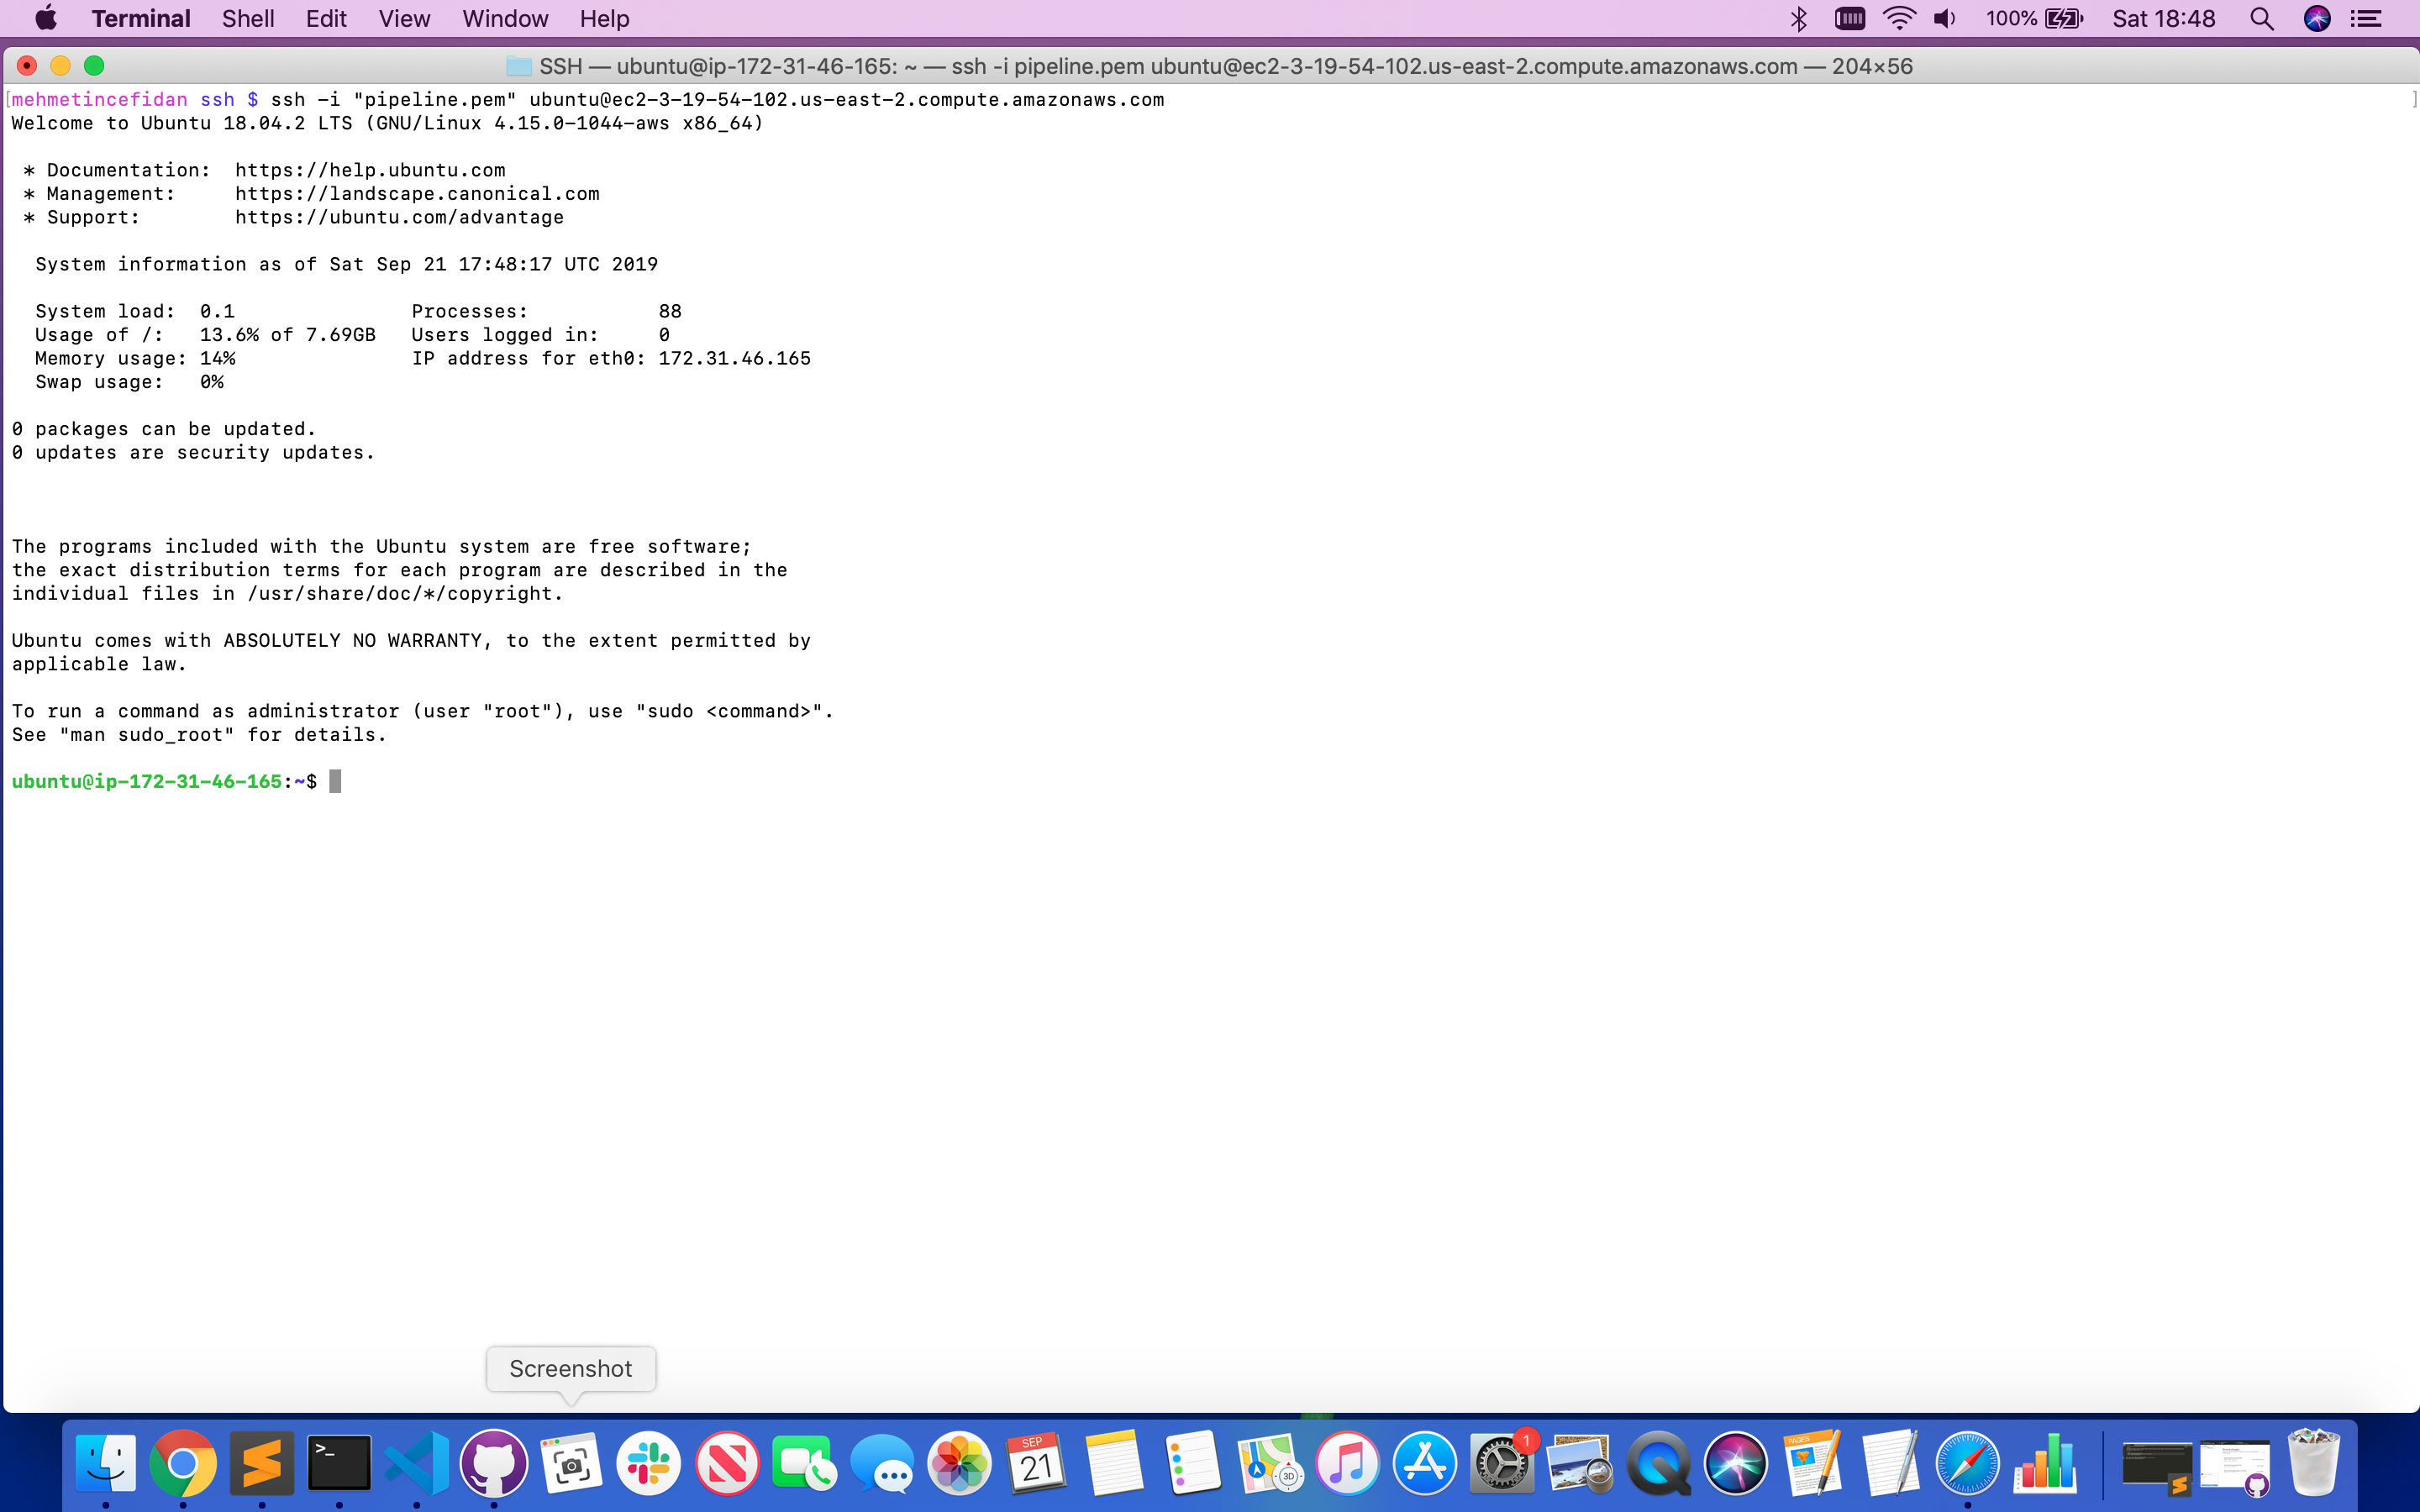 Terminal Shell Edit View Window Help 100% Sat 18:48
SSH — ubuntu@ip-172-31-46-165: ~ — ssh -i pipeline.pem ubuntu@ec2-3-19-54-102.us-east-2.compute.amazonaws.com — 204×56
[mehmetincefidan ssh $ ssh -i "pipeline.pem" ubuntu@ec2-3-19-54-102.us-east-2.compute.amazonaws.com ]
Welcome to Ubuntu 18.04.2 LTS (GNU/Linux 4.15.0-1044-aws x86_64)
* Documentation: https://help.ubuntu.com
* Management: https://landscape.canonical.com
* Support: https://ubuntu.com/advantage
System information as of Sat Sep 21 17:48:17 UTC 2019
System load: 0.1 Processes: 88
Usage of /: 13.6% of 7.69GB Users logged in: 0
Memory usage: 14% IP address for eth0: 172.31.46.165
Swap usage: 0%
0 packages can be updated.
0 updates are security updates.
The programs included with the Ubuntu system are free software;
the exact distribution terms for each program are described in the
individual files in /usr/share/doc/*/copyright.
Ubuntu comes with ABSOLUTELY NO WARRANTY, to the extent permitted by
applicable law.
To run a command as administrator (user "root"), use "sudo <command>".
See "man sudo_root" for details.
ubuntu@ip-172-31-46-165:~$
Screenshot
>_
SEP
21
3D
1
PAGES